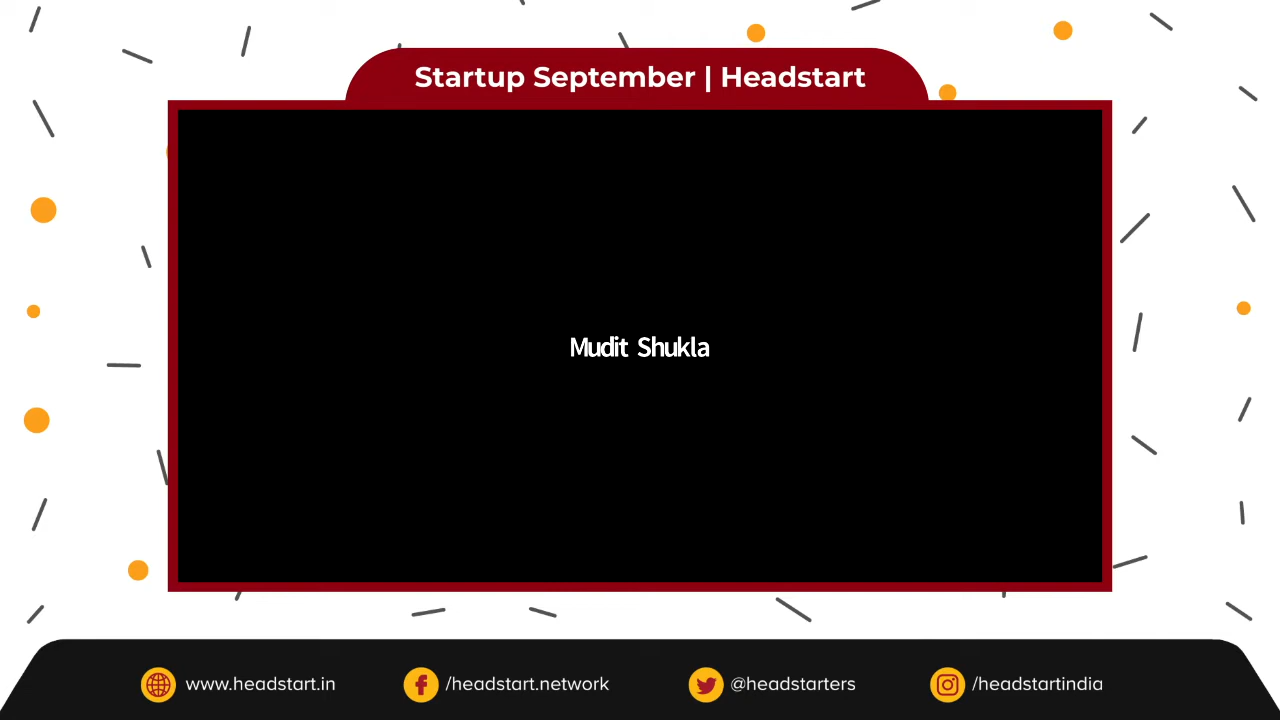 Startup September | Headstart
Mudit Shukla
www.headstart.in
/headstart.network
@headstarters
/headstartindia